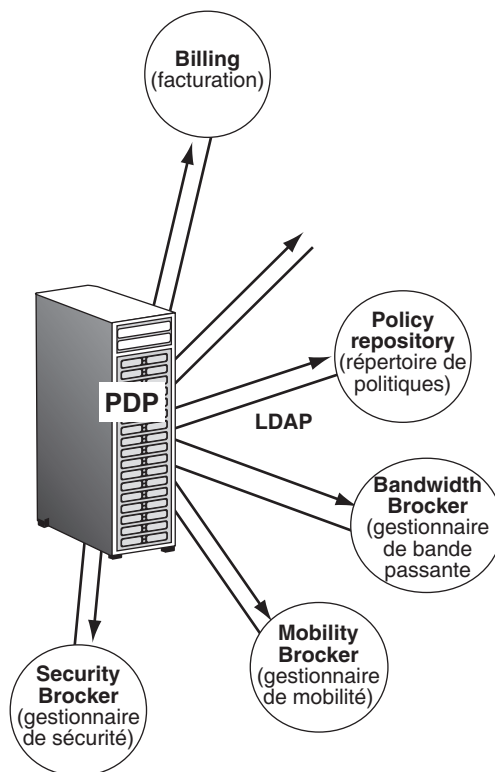 Billing
(facturation)
Policy
repository
(répertoire de
politiques)
PDP
LDAP
Bandwidth
Brocker
(gestionnaire
de bande
passante
Mobility
Brocker
(gestionnaire
de mobilité)
Security
Brocker
(gestionnaire
de sécurité)